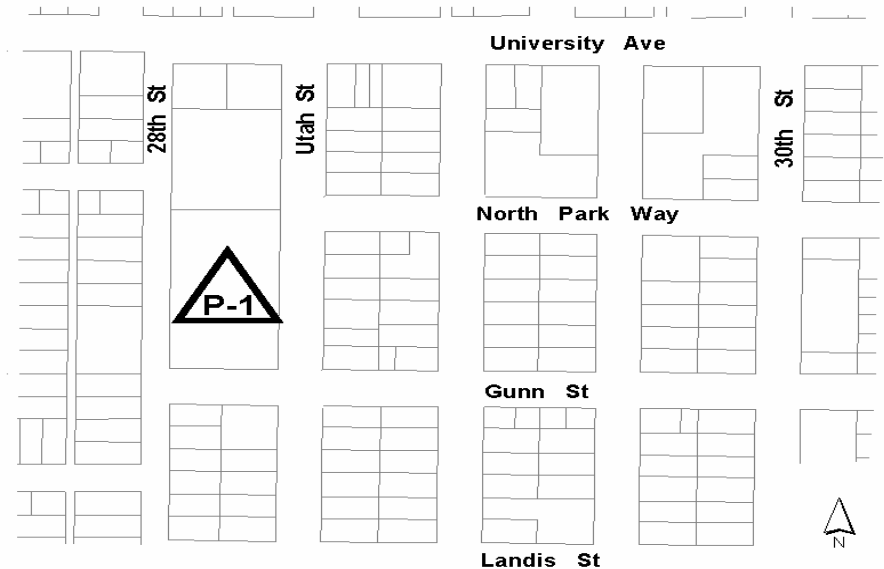 University Ave
28th St
Utah St
30th St
North Park Way
P-1
Gunn St
Landis St
N